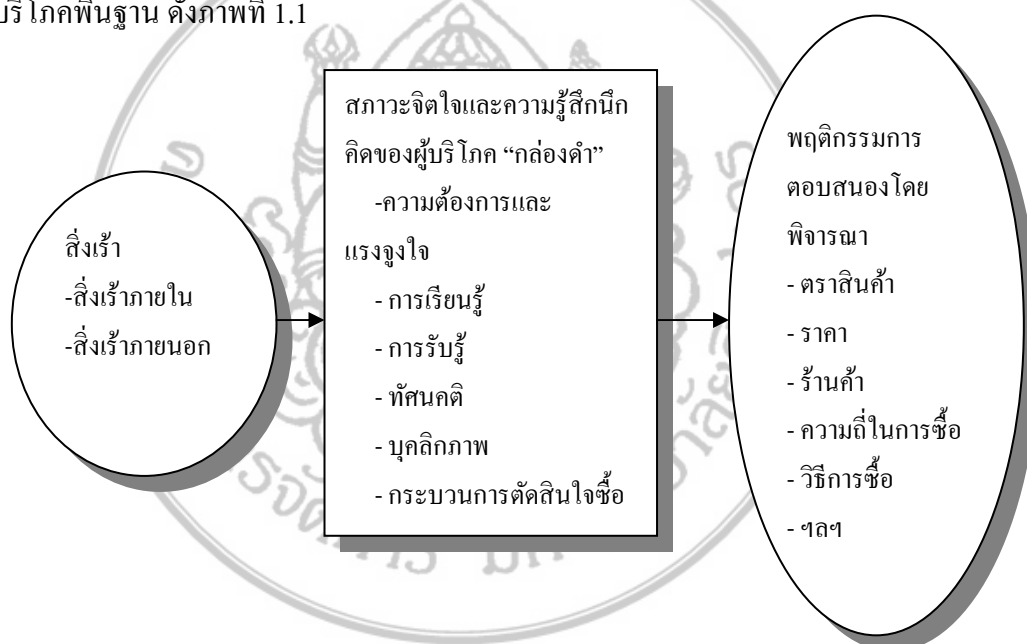 บริโภคพื้นฐาน ดังภาพที่ 1.1
สิ่งเร้า
-สิ่งเร้าภายใน
-สิ่งเร้าภายนอก
สภาวะจิตใจและความรู้สึกนึก
คิดของผู้บริโภค “กล่องดำ”
-ความต้องการและ
แรงจูงใจ
- การเรียนรู้
- การรับรู้
- ทัศนคติ
- บุคลิกภาพ
- กระบวนการตัดสินใจซื้อ
พฤติกรรมการ
ตอบสนองโดย
พิจารณา
- ตราสินค้า
- ราคา
- ร้านค้า
- ความถี่ในการซื้อ
- วิธีการซื้อ
- ฯลฯ